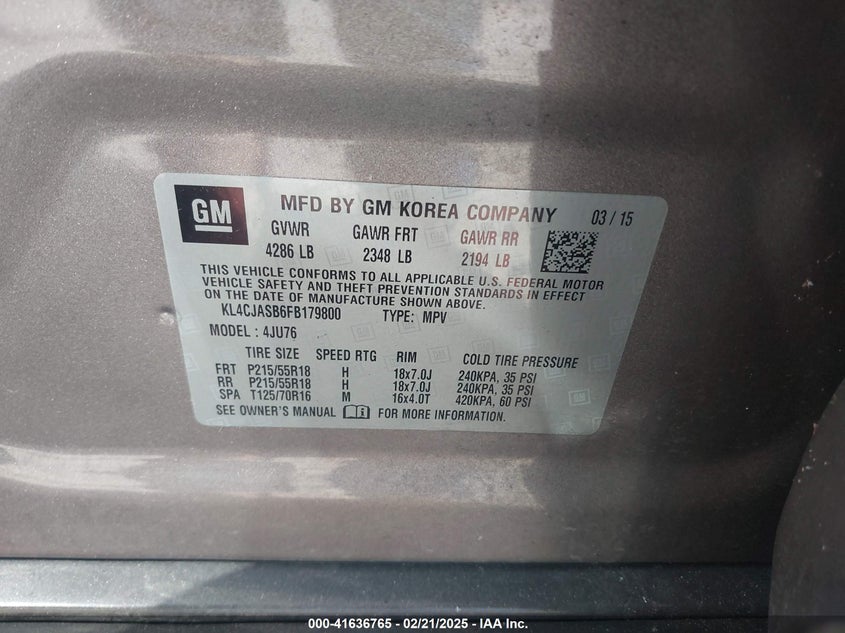 GM
MFD BY GM KOREA COMPANY 03 / 15
GVWR GAWR FRT GAWR RR
4286 LB 2348 LB 2194 LB
THIS VEHICLE CONFORMS TO ALL APPLICABLE U.S. FEDERAL MOTOR
VEHICLE SAFETY AND THEFT PREVENTION STANDARDS IN EFFECT
ON THE DATE OF MANUFACTURE SHOWN ABOVE.
KL4CJASB6FB179800 TYPE: MPV
MODEL : 4JU76
TIRE SIZE SPEED RTG RIM COLD TIRE PRESSURE
FRT P215/55R18 H 18x7.0J 240KPA, 35 PSI
RR P215/55R18 H 18x7.0J 240KPA, 35 PSI
SPA T125/70R16 M 16x4.0T 420KPA, 60 PSI
SEE OWNER'S MANUAL FOR MORE INFORMATION.
000-41636765 - 02/21/2025 - IAA Inc.